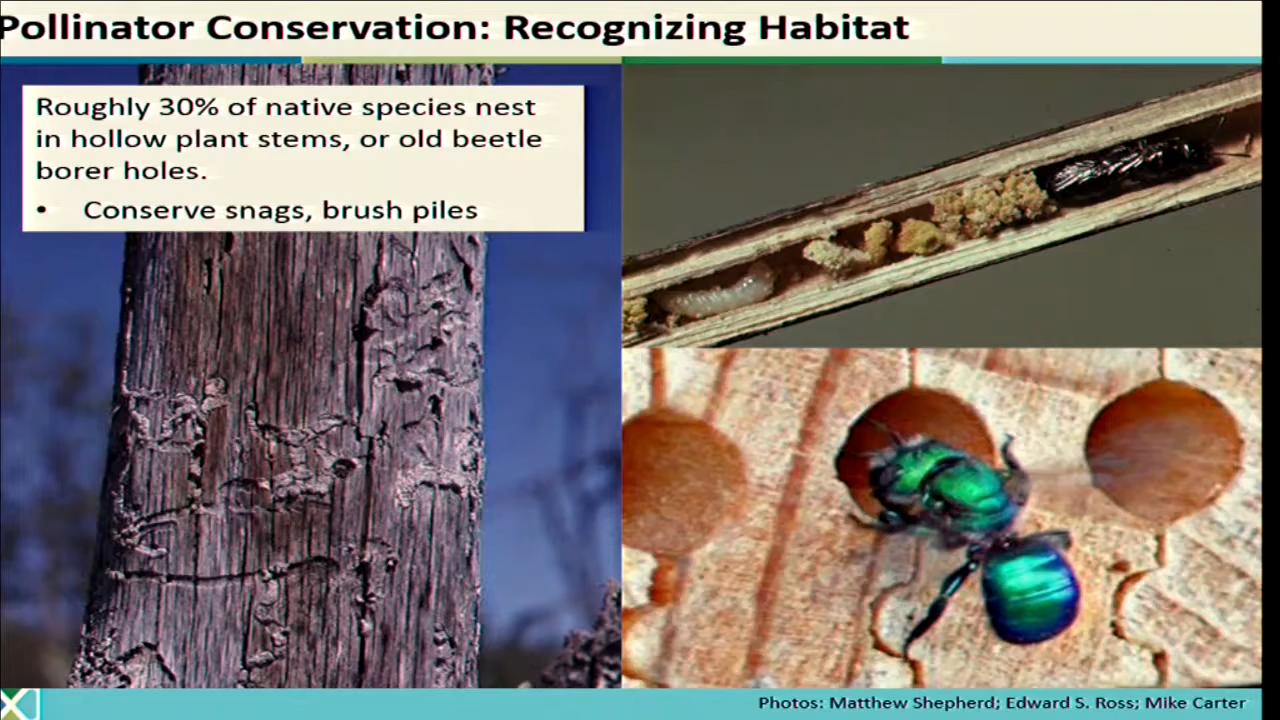 Pollinator Conservation: Recognizing Habitat
Roughly 30% of native species nest
in hollow plant stems, or old beetle
borer holes.
• Conserve snags, brush piles
Photos: Matthew Shepherd; Edward S. Ross; Mike Carter